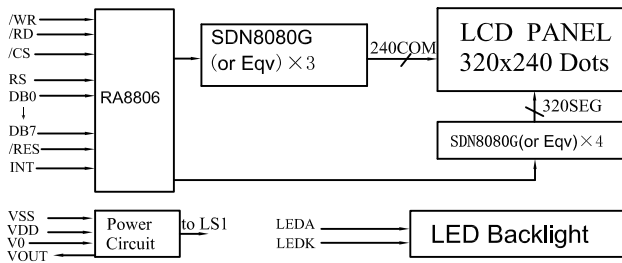 /WR
/RD
/CS
RS
DB0
DB7
/RES
INT
RA8806
SDN8080G
(or Eqv) ×3
240COM
LCD PANEL
320x240 Dots
320SEG
SDN8080G(or Eqv)×4
VSS
VDD
V0
VOUT
Power
Circuit
to LS1
LEDA
LEDK
LED Backlight